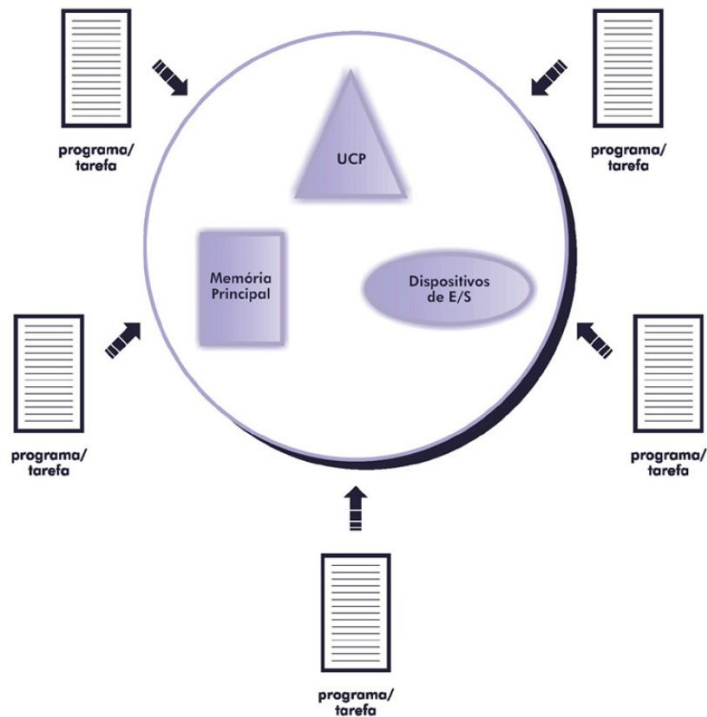 programa/
tarefa
programa/
tarefa
UCP
Memória
Principal
Dispositivos
de E/S
programa/
tarefa
programa/
tarefa
programa/
tarefa